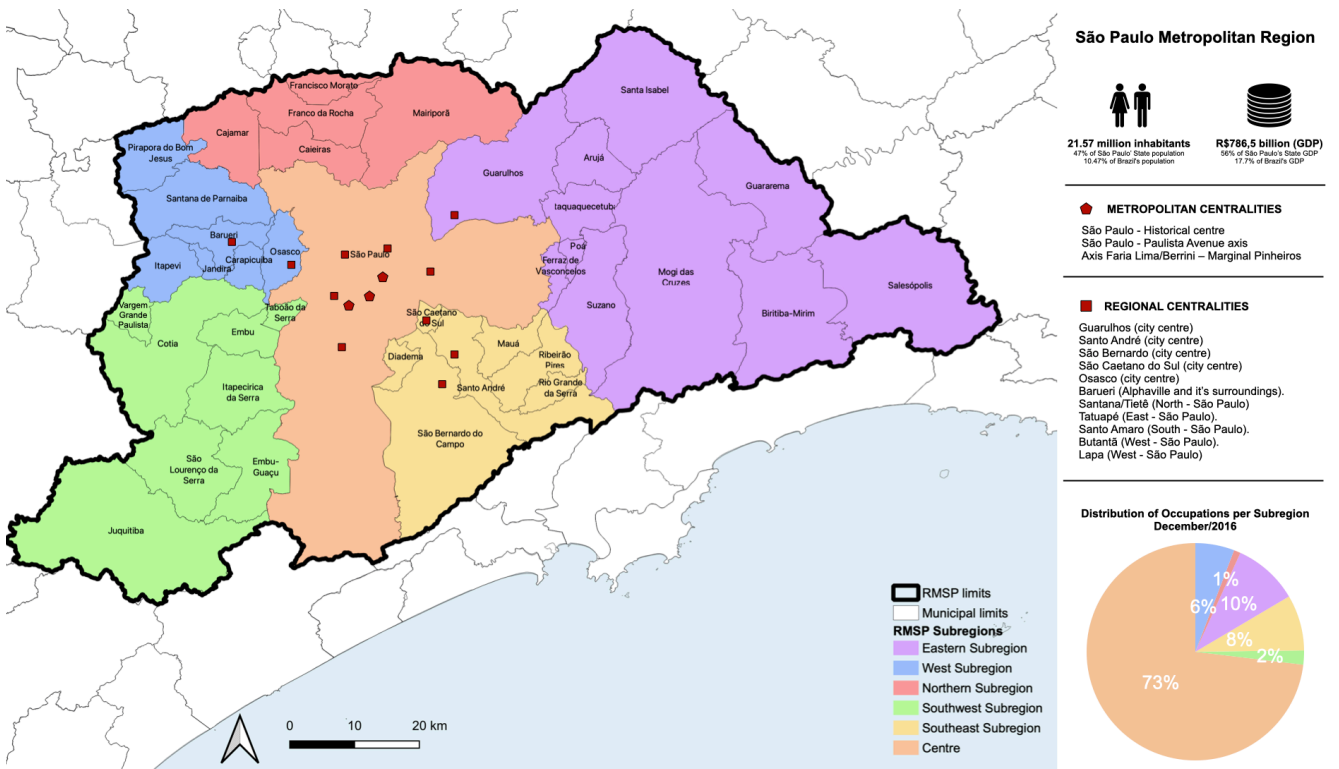 Francisco Morato
Franco da Rocha
Mairiporã
Cajamar
Caieiras
Pirapora do Bom
Jesus
Santana de Parnaiba
Barueri
Carapicuiba
Osasco
Itapevi
Jandira
Santa Isabel
Arujá
Guarulhos
Guararema
Itaquaquecetuba
Poá
Ferraz de
Vasconcelos
Mogi das
Cruzes
Suzano
Biritiba-Mirim
Salesópolis
São Paulo
Vargem
Grande
Paulista
Cotia
Taboão da
Serra
Embu
Itapecirica
da Serra
São
Lourenço da
Serra
Embu-
Guaçu
Juquitiba
São Caetano
do Sul
Diadema
Mauá
Ribeirão
Pires
Rio Grande
da Serra
Santo André
São Bernardo do
Campo
0 10 20 km
RMSP limits
Municipal limits
RMSP Subregions
Eastern Subregion
West Subregion
Northern Subregion
Southwest Subregion
Southeast Subregion
Centre
São Paulo Metropolitan Region
21.57 million inhabitants
47% of São Paulo' State population
10.47% of Brazil's population
R$786,5 billion (GDP)
56% of São Paulo's State GDP
17.7% of Brazil's GDP
METROPOLITAN CENTRALITIES
São Paulo - Historical centre
São Paulo - Paulista Avenue axis
Axis Faria Lima/Berrini – Marginal Pinheiros
REGIONAL CENTRALITIES
Guarulhos (city centre)
Santo André (city centre)
São Bernardo (city centre)
São Caetano do Sul (city centre)
Osasco (city centre)
Barueri (Alphaville and it's surroundings).
Santana/Tietê (North - São Paulo)
Tatuapé (East - São Paulo).
Santo Amaro (South - São Paulo).
Butantã (West - São Paulo).
Lapa (West - São Paulo)
Distribution of Occupations per Subregion
December/2016
1%
6%
10%
8%
2%
73%